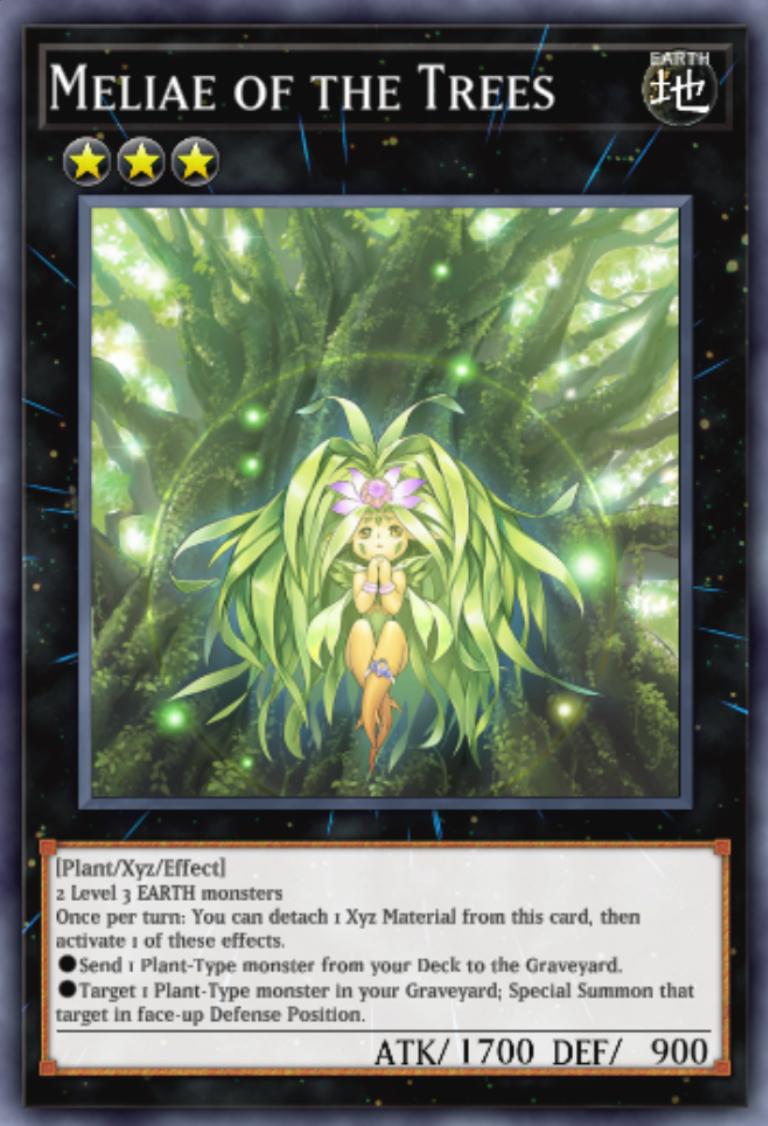 MELIAE OF THE TREES
EARTH
地
[Plant/Xyz/Effect]
2 Level 3 EARTH monsters
Once per turn: You can detach 1 Xyz Material from this card, then
activate 1 of these effects.
●Send 1 Plant-Type monster from your Deck to the Graveyard.
●Target 1 Plant-Type monster in your Graveyard; Special Summon that
target in face-up Defense Position.
ATK/ 1700 DEF/ 900